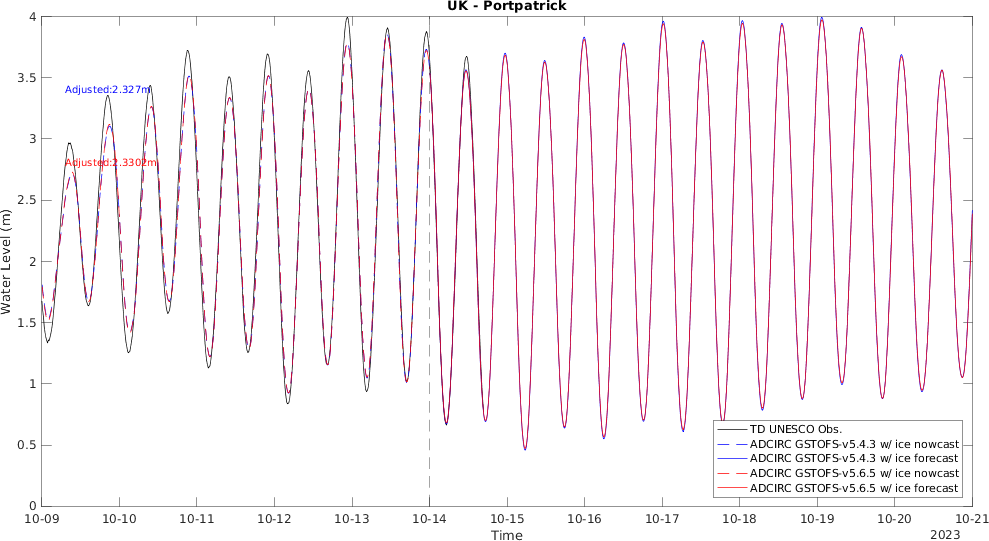 UK - Portpatrick
4
3.5
3
2.5
2
1.5
1
0.5
0
Water Level (m)
Adjusted:2.327m
Adjusted:2.3302m
TD UNESCO Obs.
ADCIRC GSTOFS-v5.4.3 w/ ice nowcast
ADCIRC GSTOFS-v5.4.3 w/ ice forecast
ADCIRC GSTOFS-v5.6.5 w/ ice nowcast
ADCIRC GSTOFS-v5.6.5 w/ ice forecast
10-09 10-10 10-11 10-12 10-13 10-14 10-15 10-16 10-17 10-18 10-19 10-20 10-21
Time
2023